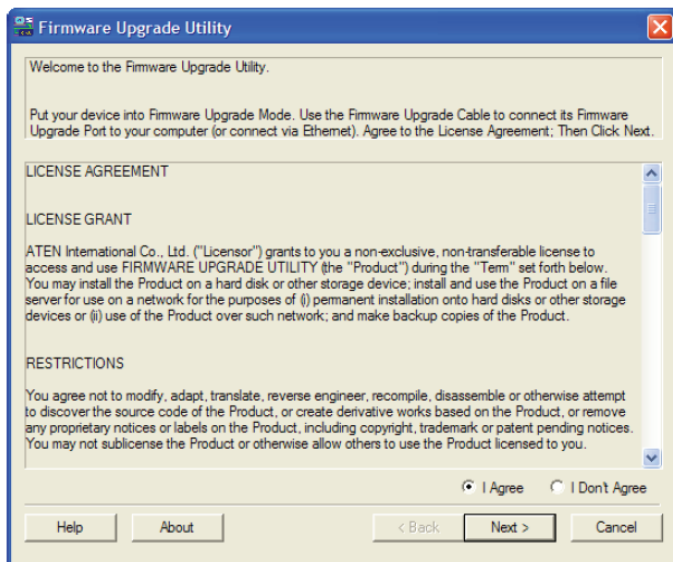 Firmware Upgrade Utility
Welcome to the Firmware Upgrade Utility.
Put your device into Firmware Upgrade Mode. Use the Firmware Upgrade Cable to connect its Firmware
Upgrade Port to your computer (or connect via Ethernet). Agree to the License Agreement; Then Click Next.
LICENSE AGREEMENT
LICENSE GRANT
ATEN International Co., Ltd. ("Licensor") grants to you a non-exclusive, non-transferable license to
access and use FIRMWARE UPGRADE UTILITY (the "Product") during the "Term" set forth below.
You may install the Product on a hard disk or other storage device; install and use the Product on a file
server for use on a network for the purposes of (i) permanent installation onto hard disks or other storage
devices or (ii) use of the Product over such network; and make backup copies of the Product.
RESTRICTIONS
You agree not to modify, adapt, translate, reverse engineer, recompile, disassemble or otherwise attempt
to discover the source code of the Product, or create derivative works based on the Product, or remove
any proprietary notices or labels on the Product, including copyright, trademark or patent pending notices.
You may not sublicense the Product or otherwise allow others to use the Product licensed to you.
I Agree I Don't Agree
Help About < Back Next > Cancel